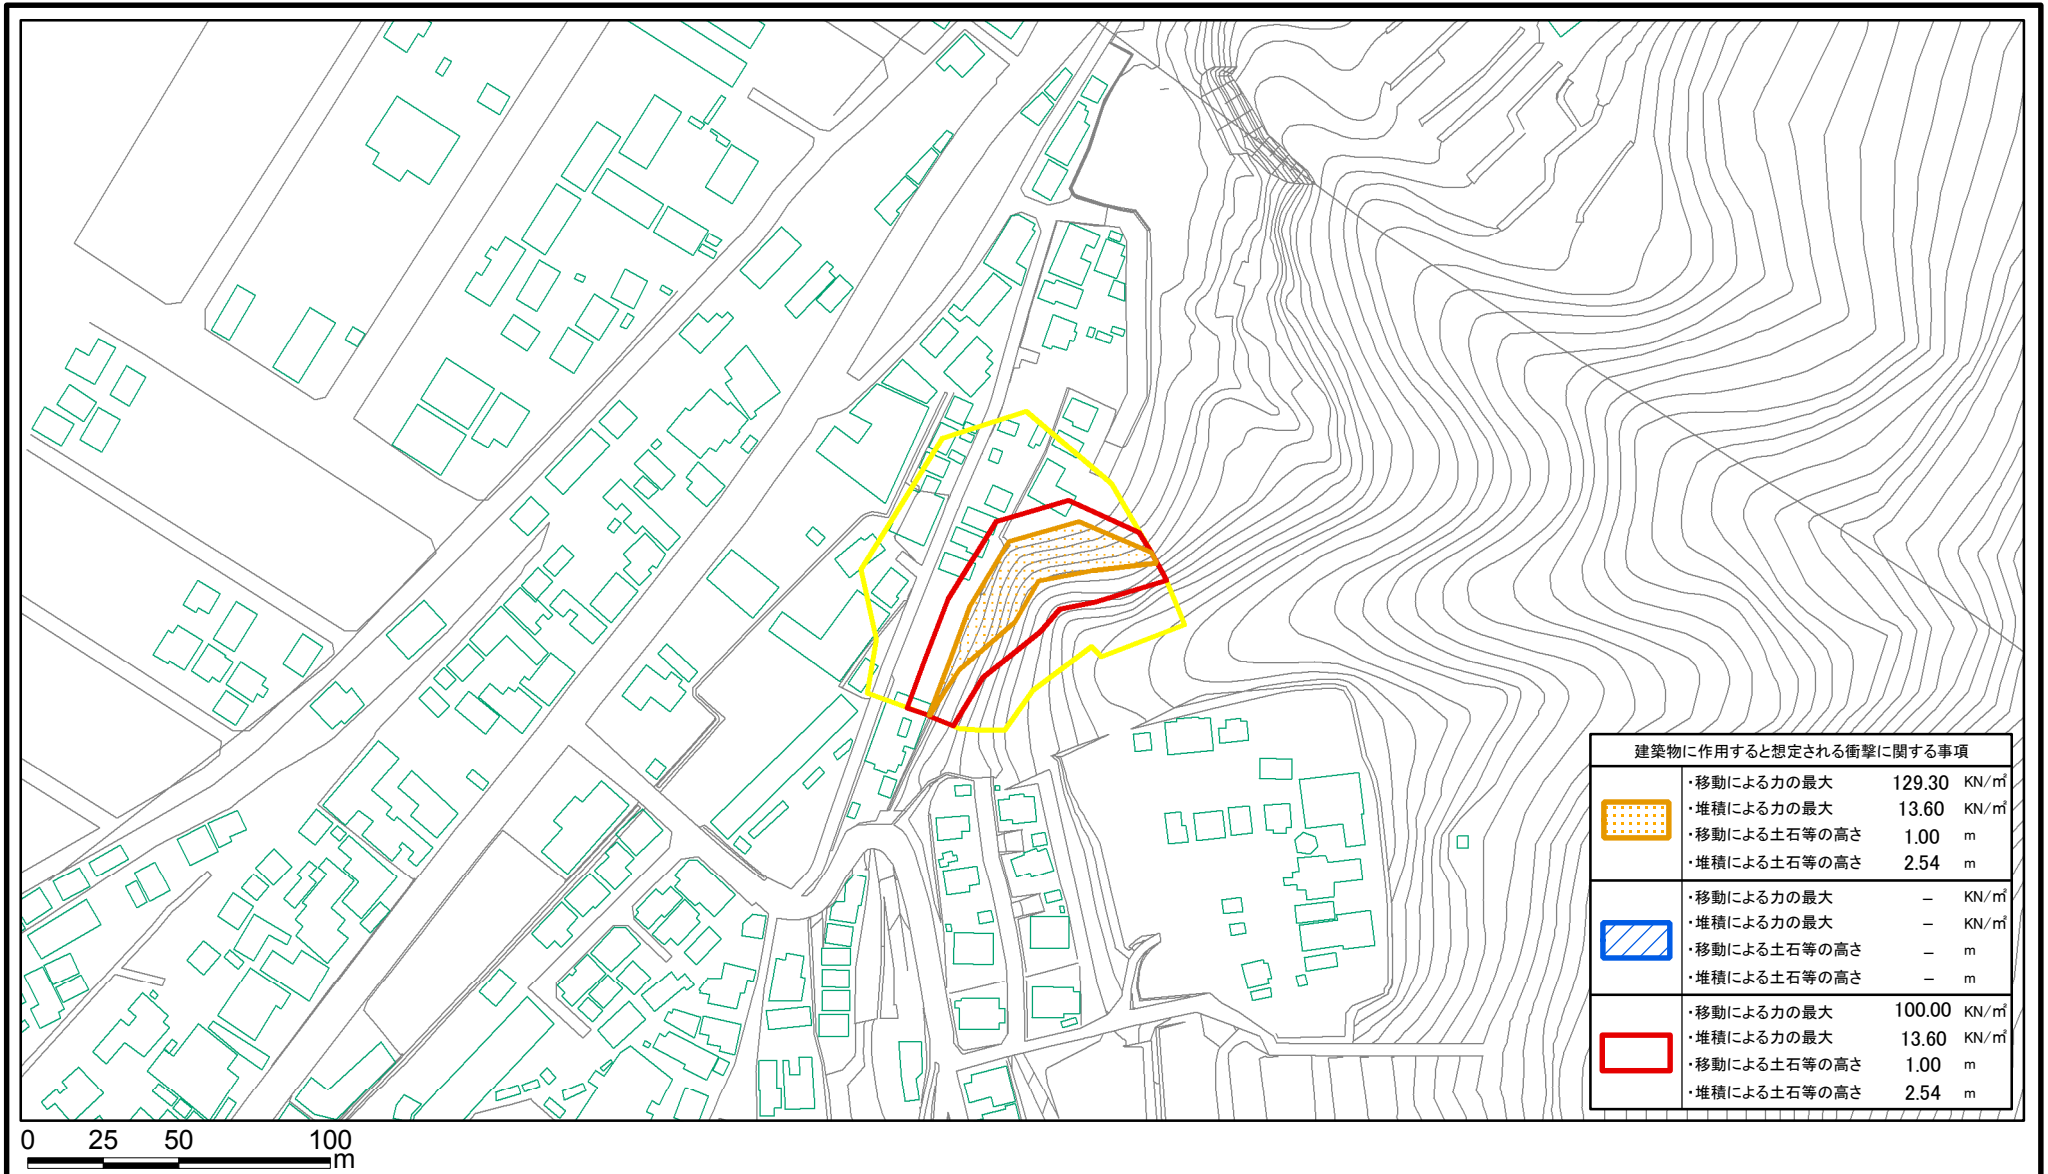 建築物に作用すると想定される衝撃に関する事項
・移動による力の最大 129.30 KN/㎡
・堆積による力の最大 13.60 KN/㎡
・移動による土石等の高さ 1.00 m
・堆積による土石等の高さ 2.54 m
・移動による力の最大 － KN/㎡
・堆積による力の最大 － KN/㎡
・移動による土石等の高さ － m
・堆積による土石等の高さ － m
・移動による力の最大 100.00 KN/㎡
・堆積による力の最大 13.60 KN/㎡
・移動による土石等の高さ 1.00 m
・堆積による土石等の高さ 2.54 m
0 25 50 100
m